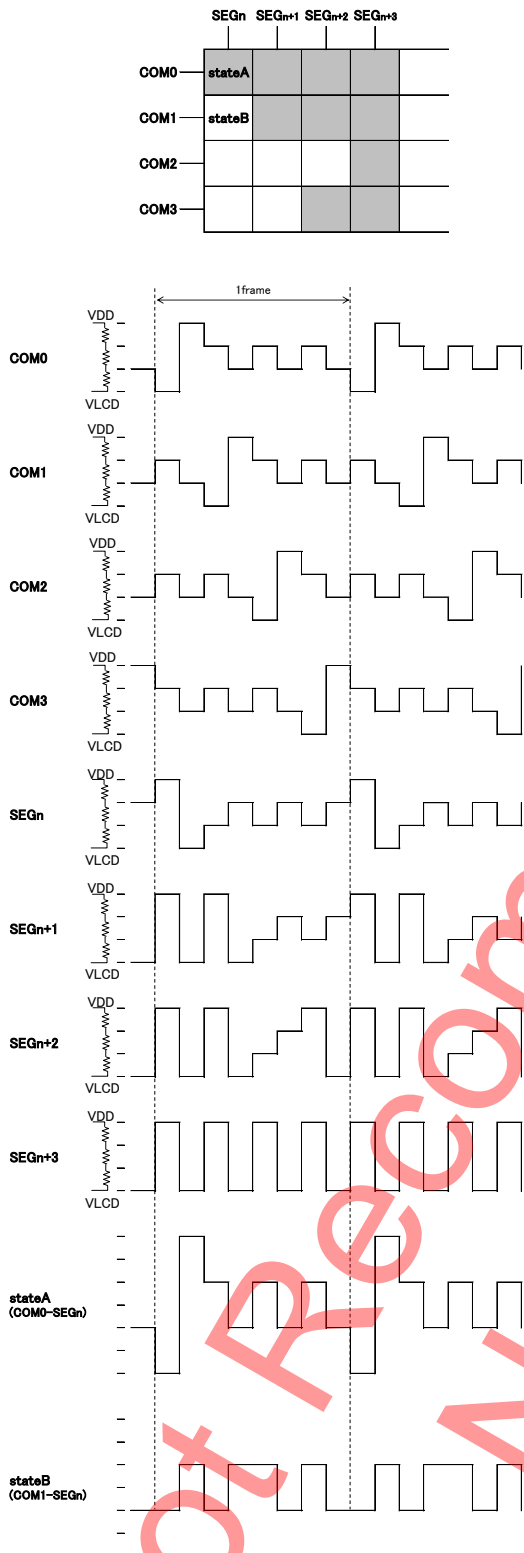 SEGn SEGn+1 SEGn+2 SEGn+3
COM0 stateA
COM1 stateB
COM2
COM3
1frame
VDD
COM0
VLCD
VDD
COM1
VLCD
VDD
COM2
VLCD
VDD
COM3
VLCD
VDD
SEGn
VLCD
VDD
SEGn+1
VLCD
VDD
SEGn+2
VLCD
VDD
SEGn+3
VLCD
stateA
(COM0-SEGn)
stateB
(COM1-SEGn)
ot Recom
N